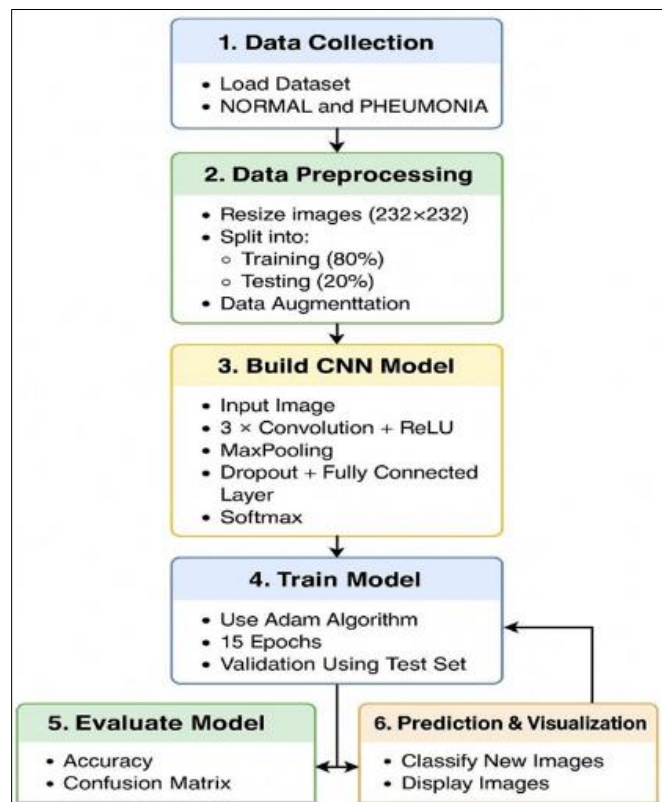 1. Data Collection
• Load Dataset
• NORMAL and PHEUMONIA
2. Data Preprocessing
• Resize images (232×232)
• Split into:
○ Training (80%)
○ Testing (20%)
• Data Augmenttation
3. Build CNN Model
• Input Image
• 3 × Convolution + ReLU
• MaxPooling
• Dropout + Fully Connected
Layer
• Softmax
4. Train Model
• Use Adam Algorithm
• 15 Epochs
• Validation Using Test Set
5. Evaluate Model
• Accuracy
• Confusion Matrix
6. Prediction & Visualization
• Classify New Images
• Display Images